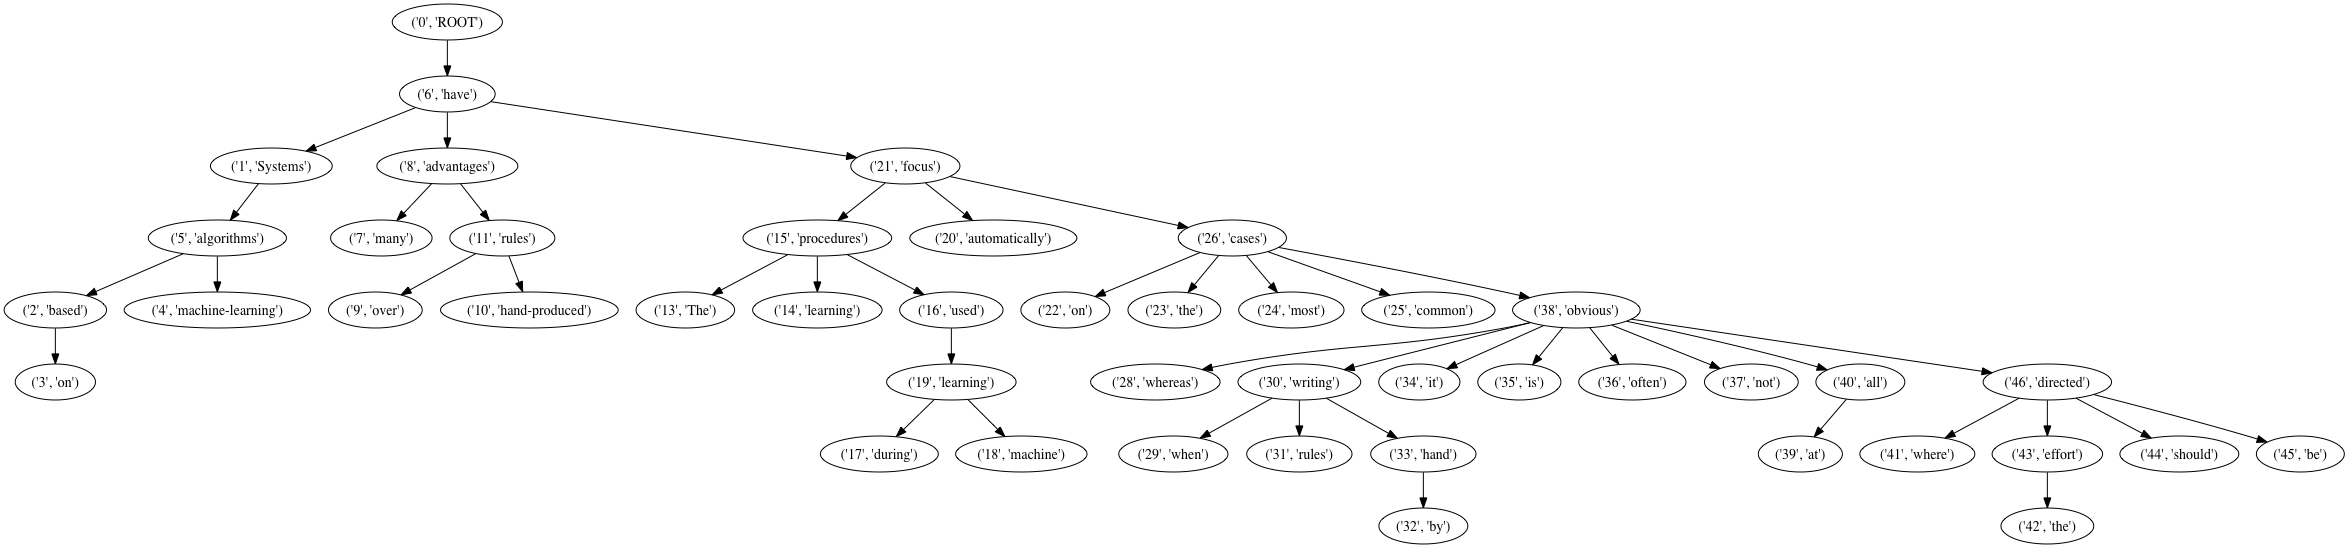 ('0', 'ROOT')
('6', 'have')
('1', 'Systems') ('8', 'advantages') ('21', 'focus')
('5', 'algorithms') ('7', 'many') ('11', 'rules') ('15', 'procedures') ('20', 'automatically') ('26', 'cases')
('2', 'based') ('4', 'machine-learning') ('9', 'over') ('10', 'hand-produced') ('13', 'The') ('14', 'learning') ('16', 'used') ('22', 'on') ('23', 'the') ('24', 'most') ('25', 'common') ('38', 'obvious')
('3', 'on') ('19', 'learning') ('28', 'whereas') ('30', 'writing') ('34', 'it') ('35', 'is') ('36', 'often') ('37', 'not') ('40', 'all') ('46', 'directed')
('17', 'during') ('18', 'machine') ('29', 'when') ('31', 'rules') ('33', 'hand') ('39', 'at') ('41', 'where') ('43', 'effort') ('44', 'should') ('45', 'be')
('32', 'by') ('42', 'the')